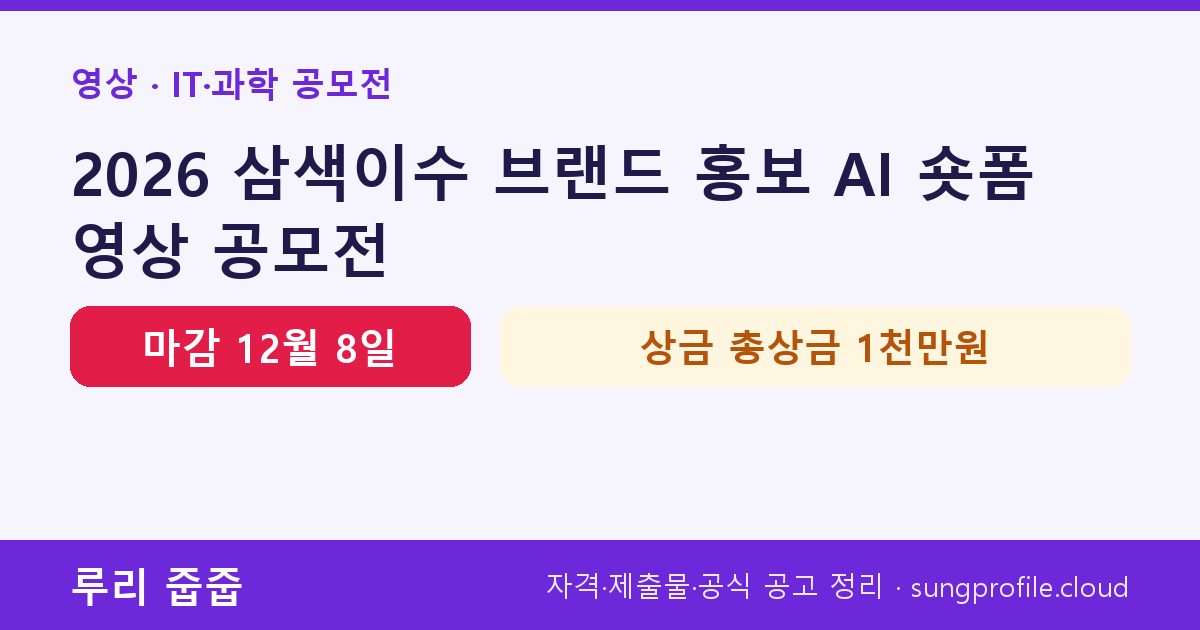 영상 · IT·과학 공모전
2026 삼색이수 브랜드 홍보 AI 숏폼
영상 공모전
마감 12월 8일
상금 총상금 1천만원
루리 줍줍
자격·제출물·공식 공고 정리 · sungprofile.cloud